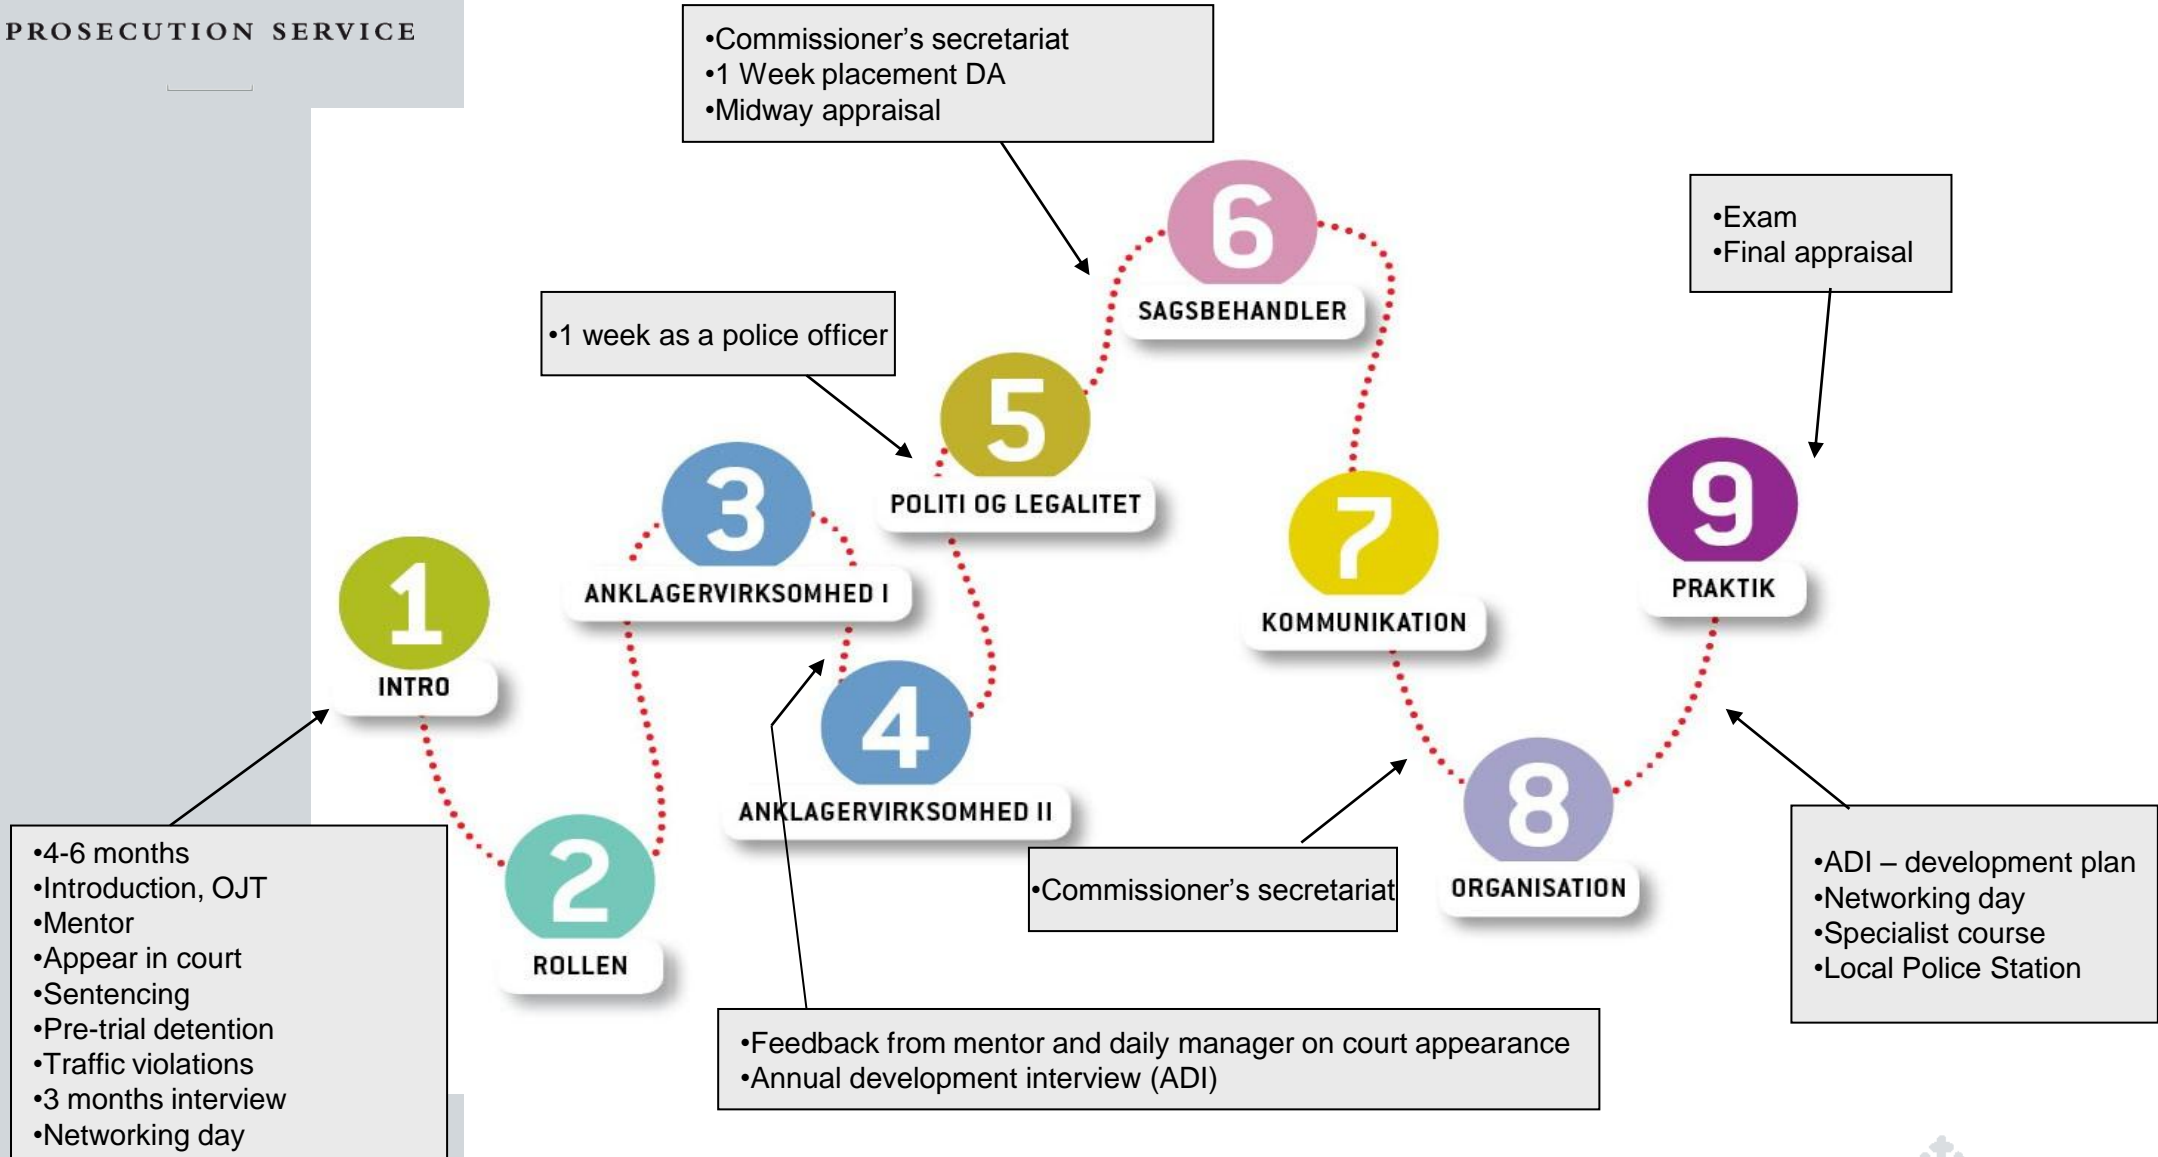 PROSECUTION SERVICE
•Commissioner’s secretariat
•1 Week placement DA
•Midway appraisal
•Exam
•Final appraisal
•1 week as a police officer
1
INTRO
2
ROLLEN
3
ANKLAGERVIRKSOMHED I
4
ANKLAGERVIRKSOMHED II
5
POLITI OG LEGALITET
6
SAGSBEHANDLER
7
KOMMUNIKATION
8
ORGANISATION
9
PRAKTIK
•4-6 months
•Introduction, OJT
•Mentor
•Appear in court
•Sentencing
•Pre-trial detention
•Traffic violations
•3 months interview
•Networking day
•Feedback from mentor and daily manager on court appearance
•Annual development interview (ADI)
•Commissioner’s secretariat
•ADI – development plan
•Networking day
•Specialist course
•Local Police Station